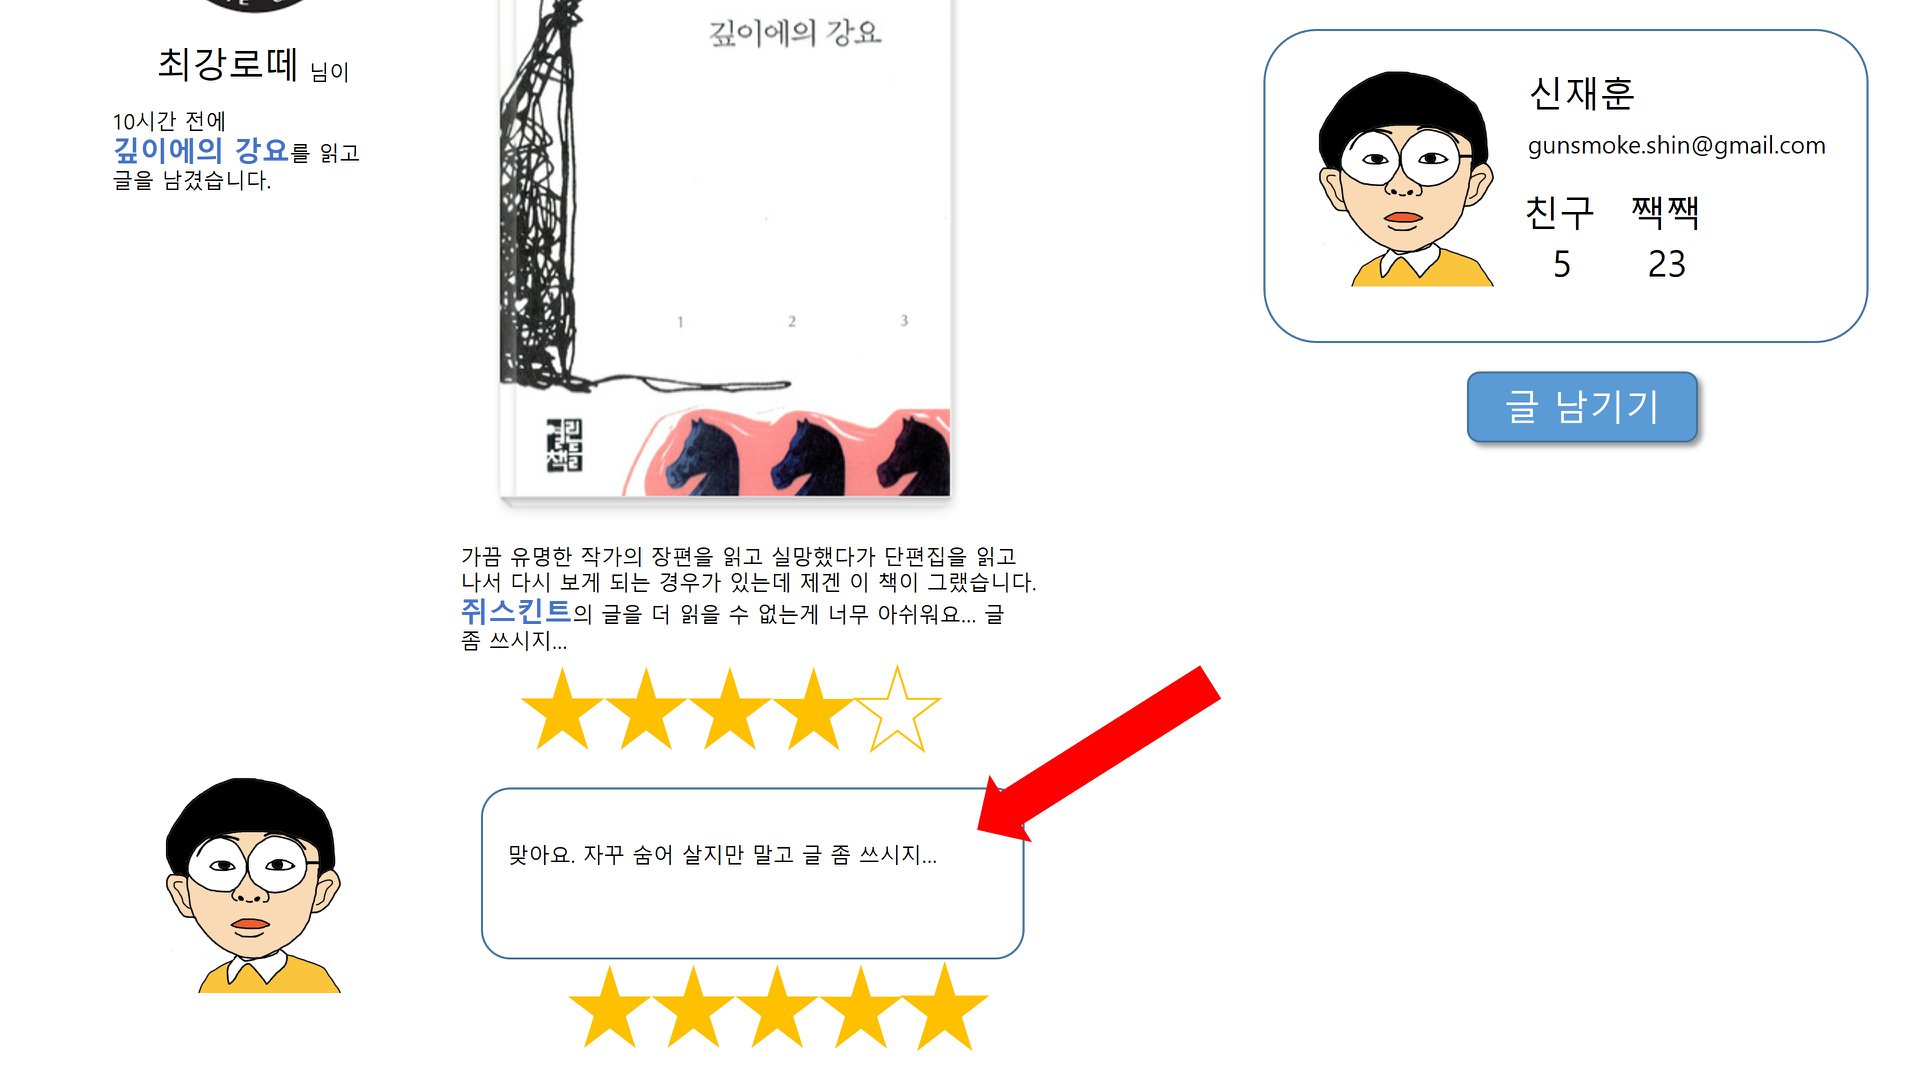 최강로떼 님이
10시간 전에
깊이에의 강요를 읽고
글을 남겼습니다.
깊이에의 강요
1 2 3
열린책들
가끔 유명한 작가의 장편을 읽고 실망했다가 단편집을 읽고
나서 다시 보게 되는 경우가 있는데 제겐 이 책이 그랬습니다.
쥐스킨트의 글을 더 읽을 수 없는게 너무 아쉬워요... 글
좀 쓰시지...
맞아요. 자꾸 숨어 살지만 말고 글 좀 쓰시지...
신재훈
gunsmoke.shin@gmail.com
친구 짹짹
5 23
글 남기기